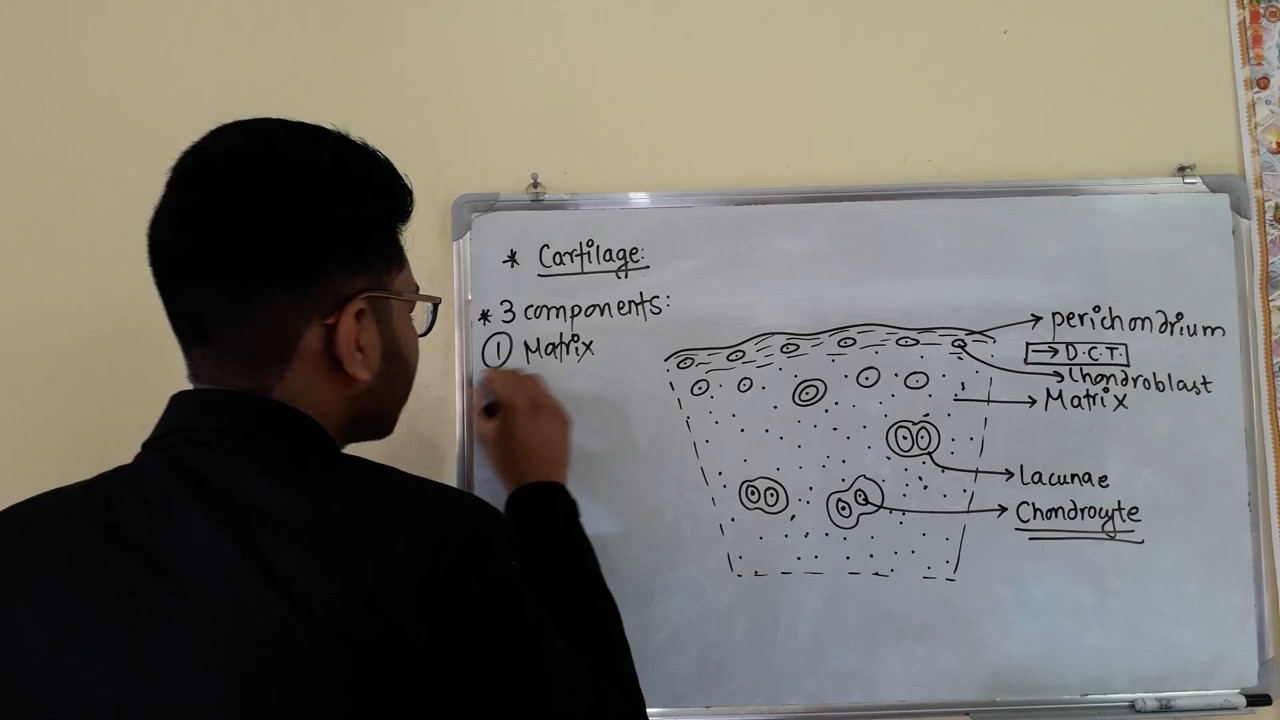 * Cartilage:
* 3 components:
① Matrix
perichondrium
→ D.C.T.
Chondroblast
Matrix
Lacunae
Chondrocyte